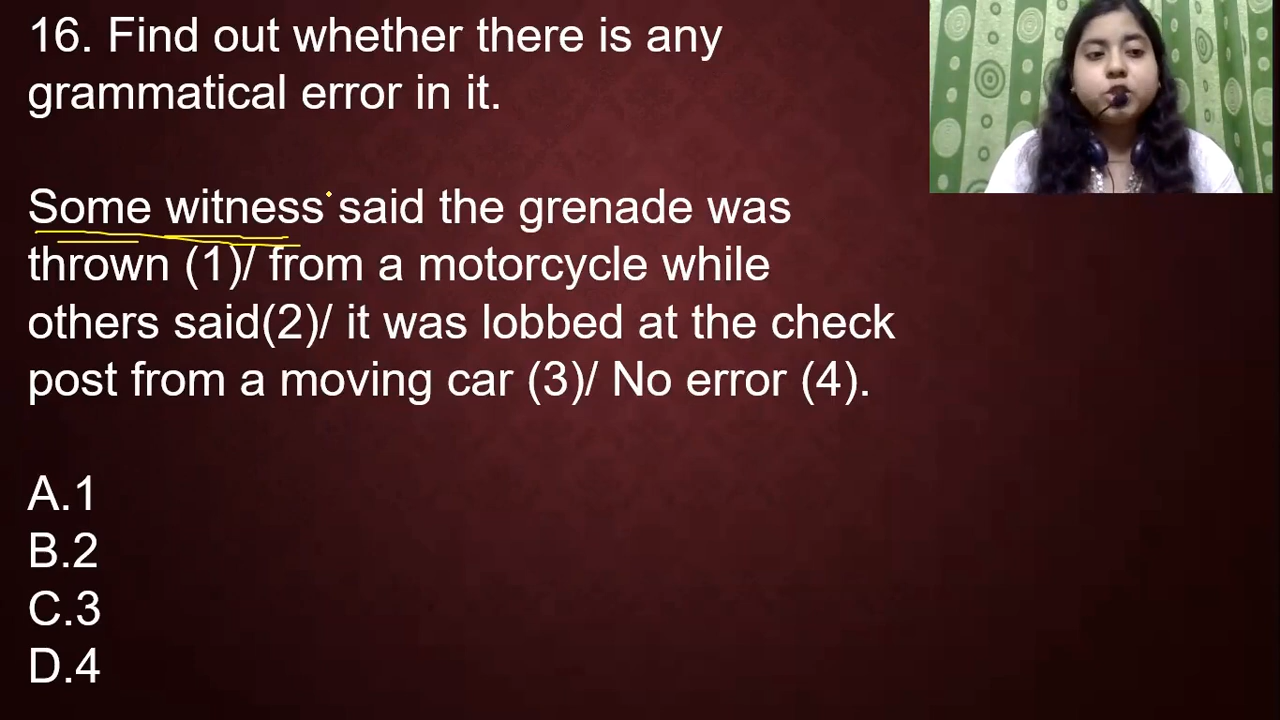 16. Find out whether there is any
grammatical error in it.
Some witness said the grenade was
thrown (1)/ from a motorcycle while
others said(2)/ it was lobbed at the check
post from a moving car (3)/ No error (4).
A.1
B.2
C.3
D.4